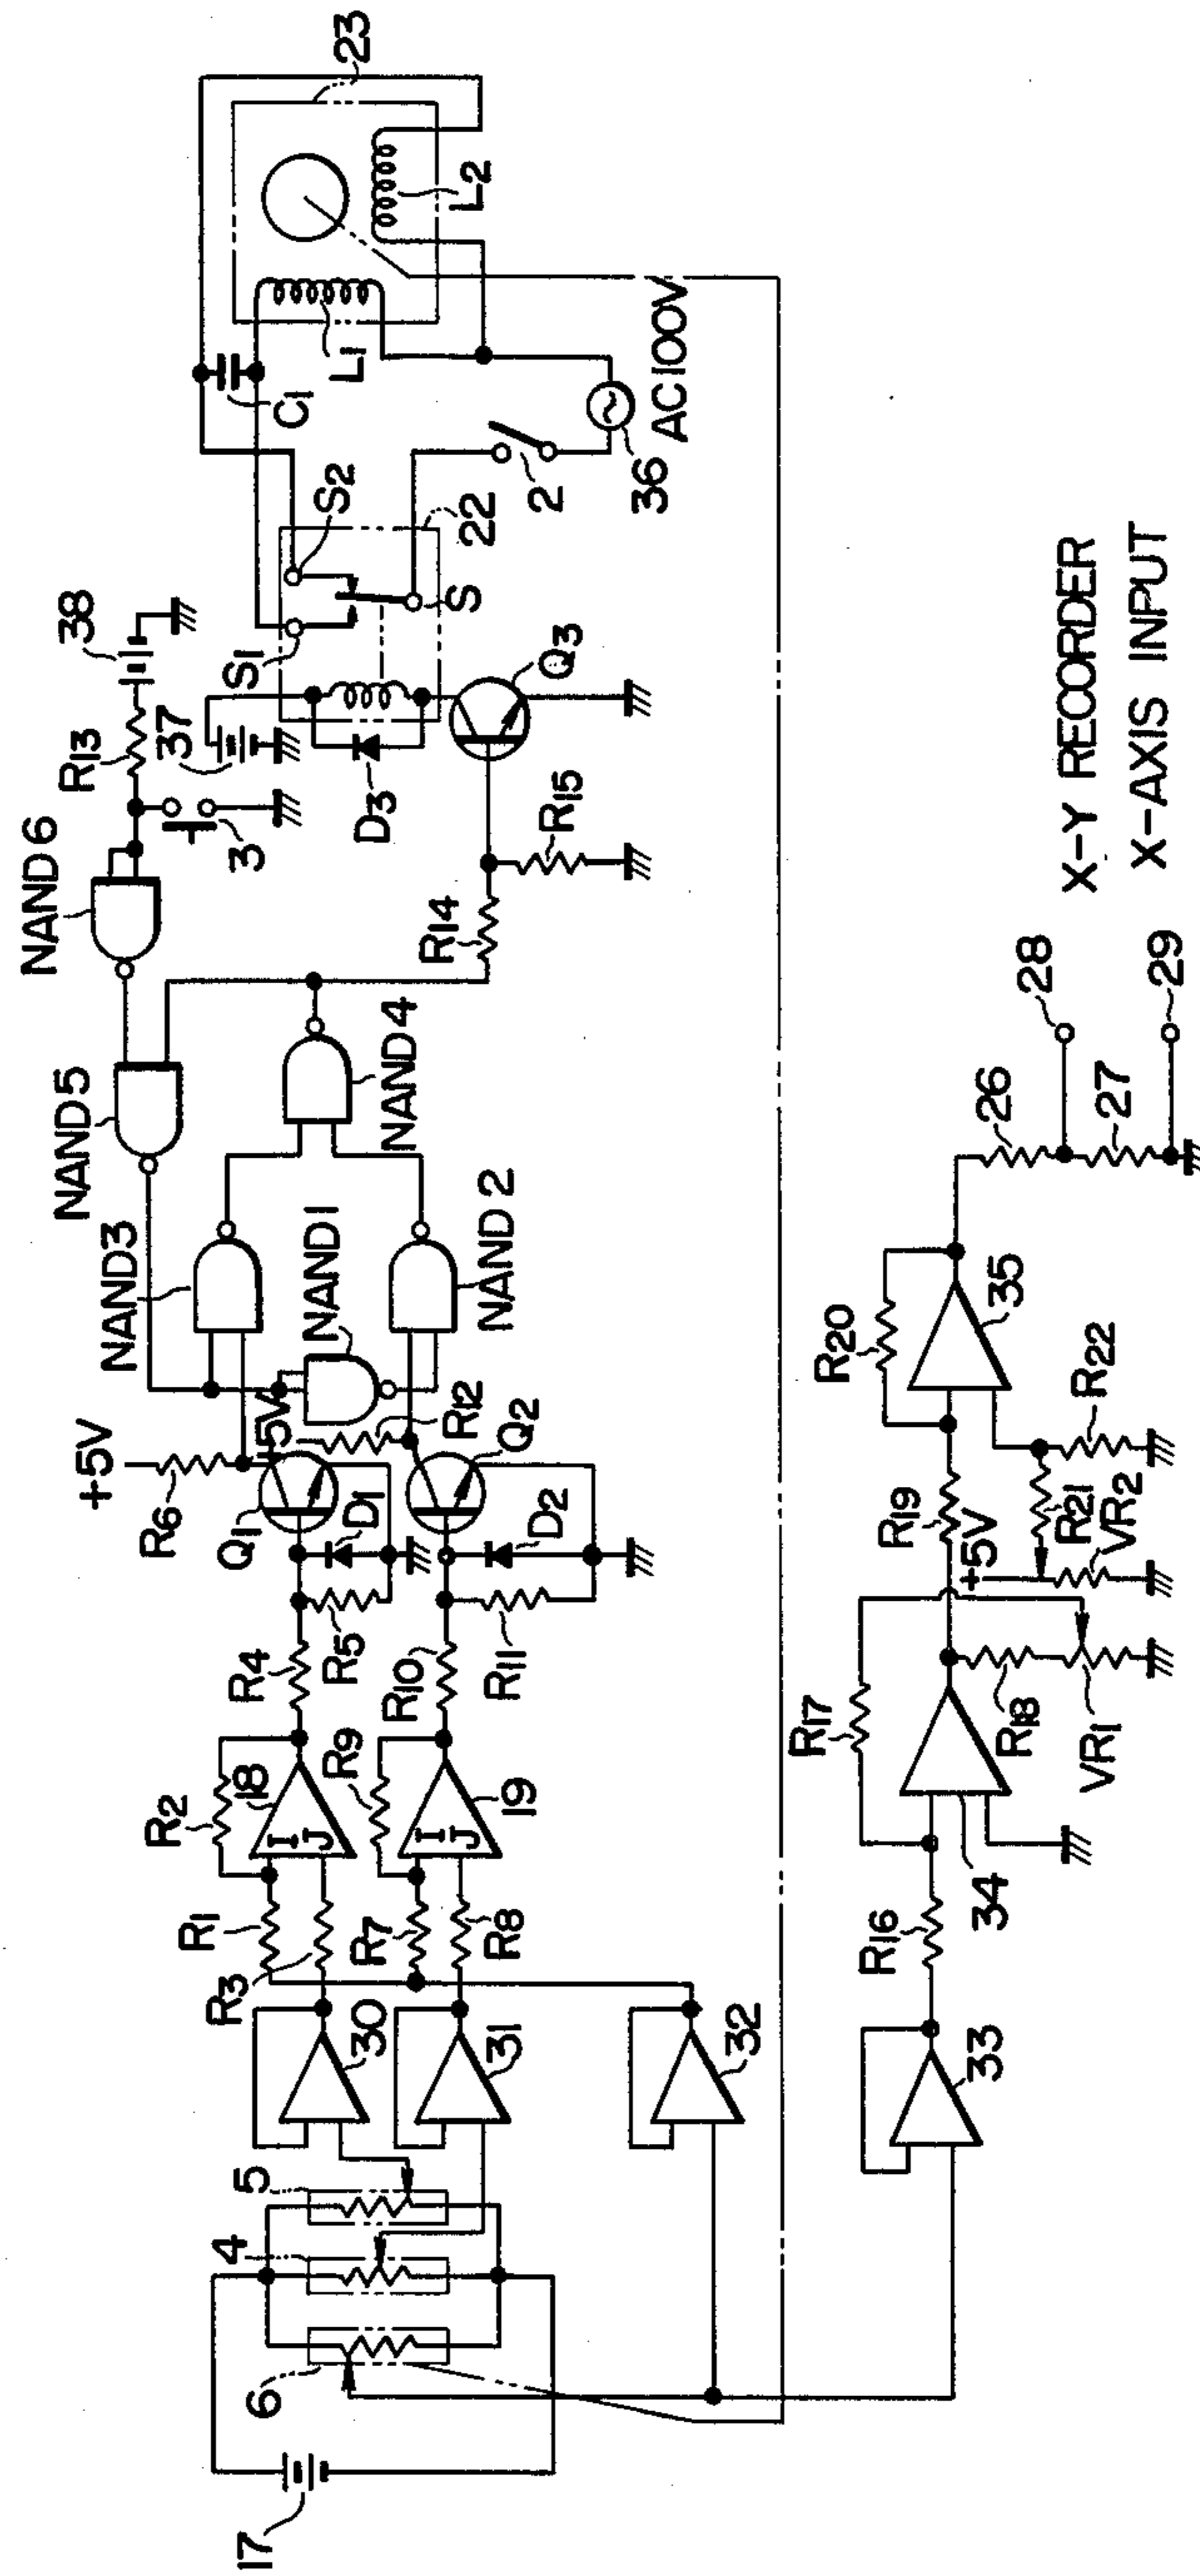 23
L2
L1
C1
AC100V
36
2
S2
22
S
S1
38
R13
37
3
D3
Q3
R15
R14
NAND6
NAND5
NAND4
NAND3
NAND1
NAND2
+5V
+5V
R12
R6
Q1
D1
Q2
D2
R5
R4
R11
R10
R2
18
I
J
R9
19
I
J
R1
R3
R7
R8
30
31
32
5
4
6
17
X-Y RECORDER
X-AXIS INPUT
28
29
26
27
35
R20
R22
R21
VR2
+5V
R19
R17
R18
VR1
34
R16
33